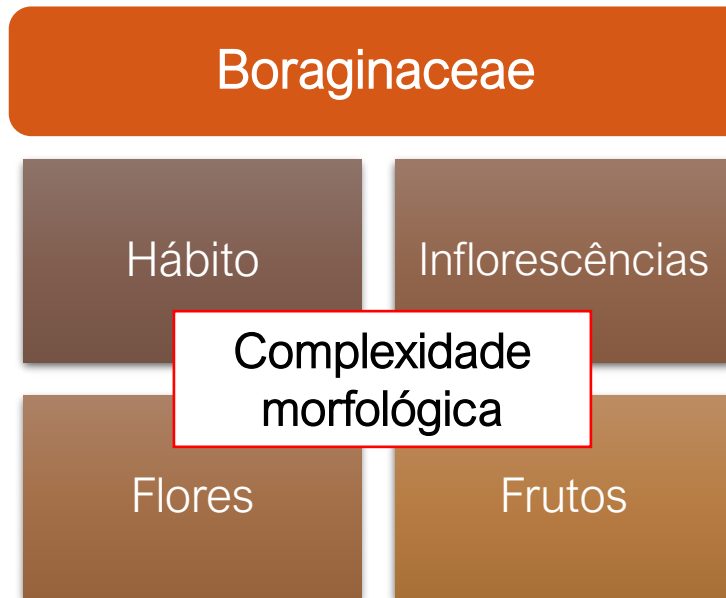 Boraginaceae
Hábito
Inflorescências
Complexidade
morfológica
Flores
Frutos